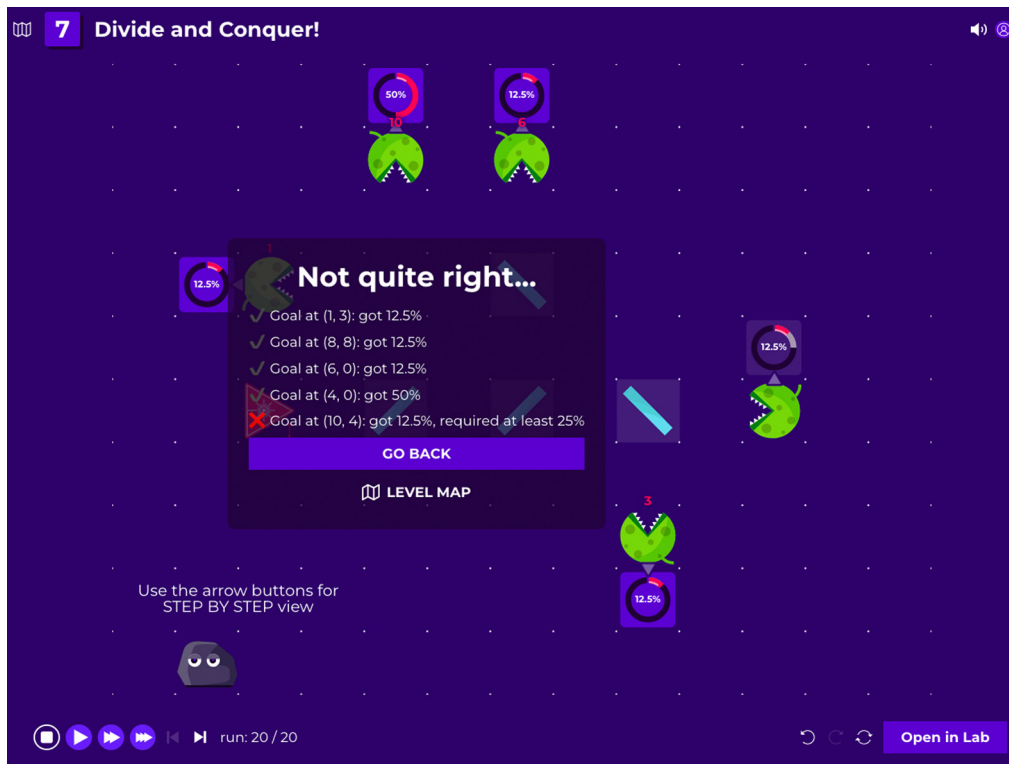 7 Divide and Conquer!
50% 12.5%
10 6
1
12.5%
Not quite right...
Goal at (1, 3): got 12.5%
Goal at (8, 8): got 12.5%
12.5%
Goal at (6, 0): got 12.5%
Goal at (4, 0): got 50%
Goal at (10, 4): got 12.5%, required at least 25%
GO BACK
LEVEL MAP
3
Use the arrow buttons for
STEP BY STEP view
12.5%
run: 20 / 20
Open in Lab